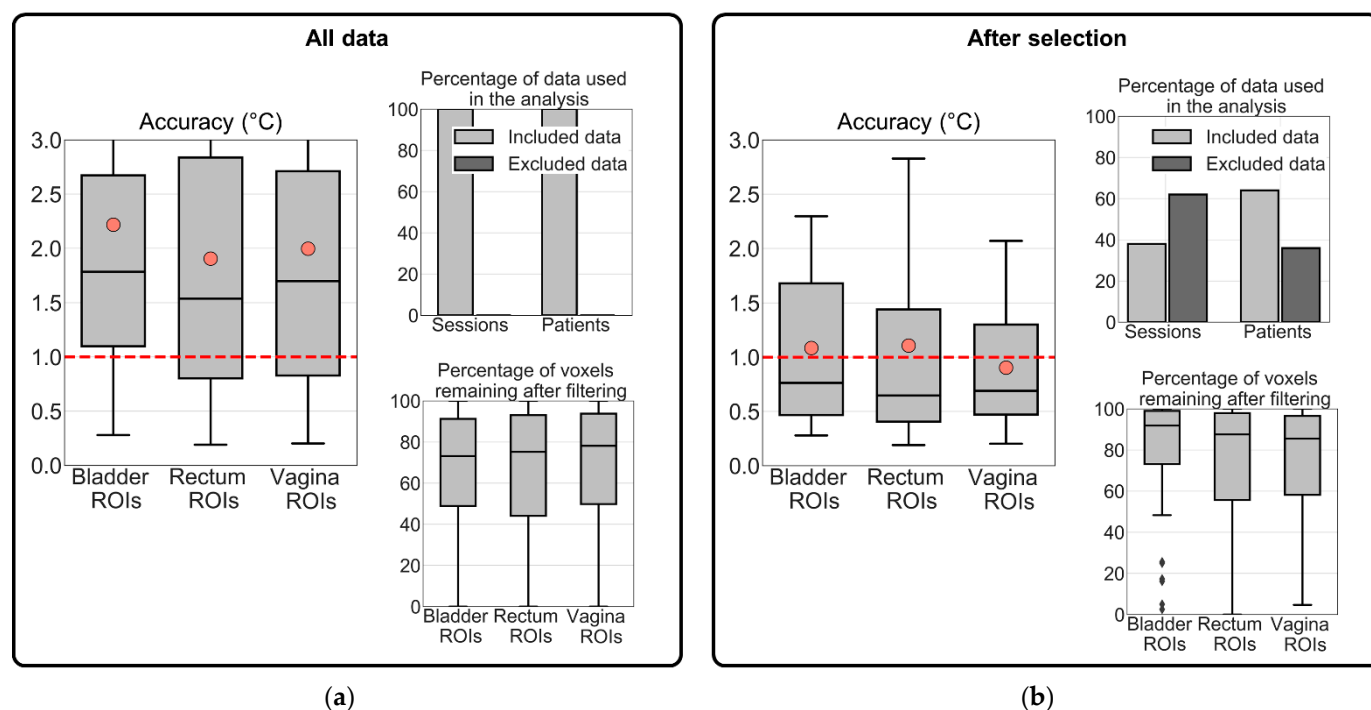 All data
Accuracy (°C)
3.0
2.5
2.0
1.5
1.0
0.5
0.0
Bladder
ROIs
Rectum
ROIs
Vagina
ROIs
Percentage of data used
in the analysis
100
80
60
40
20
0
Included data
Excluded data
Sessions
Patients
Percentage of voxels
remaining after filtering
100
80
60
40
20
0
Bladder
ROIs
Rectum
ROIs
Vagina
ROIs
(a)
After selection
Accuracy (°C)
3.0
2.5
2.0
1.5
1.0
0.5
0.0
Bladder
ROIs
Rectum
ROIs
Vagina
ROIs
Percentage of data used
in the analysis
100
80
60
40
20
0
Included data
Excluded data
Sessions
Patients
Percentage of voxels
remaining after filtering
100
80
60
40
20
0
Bladder
ROIs
Rectum
ROIs
Vagina
ROIs
(b)